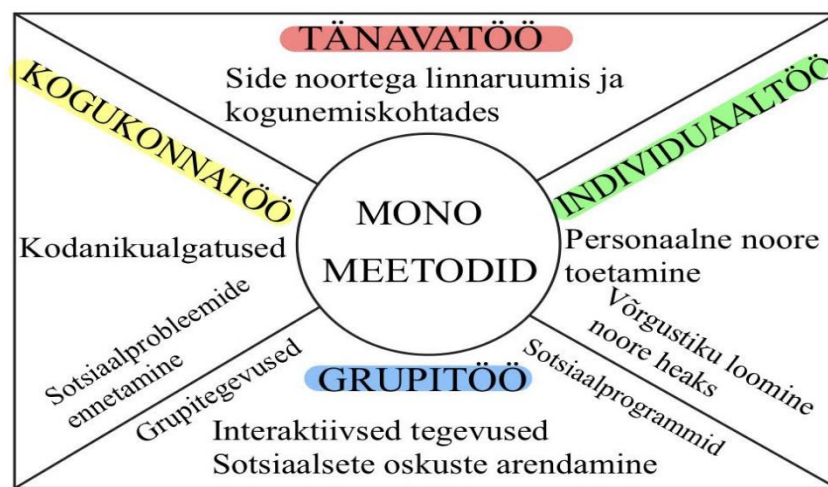 TÄNAVATÖÖ
Side noortega linnaruumis ja
kogunemiskohtades
KOGUKONNATÖÖ
Kodanikualgatused
Sotsiaalprobleemide
ennetamine
MONO
MEETODID
INDIVIDUAALTÖÖ
Personaalne noore
toetamine
Võrgustiku loomine
noore heaks
Grupitegevused
GRUPITÖÖ
Sotsiaalprogrammid
Interaktiivsed tegevused
Sotsiaalsete oskuste arendamine